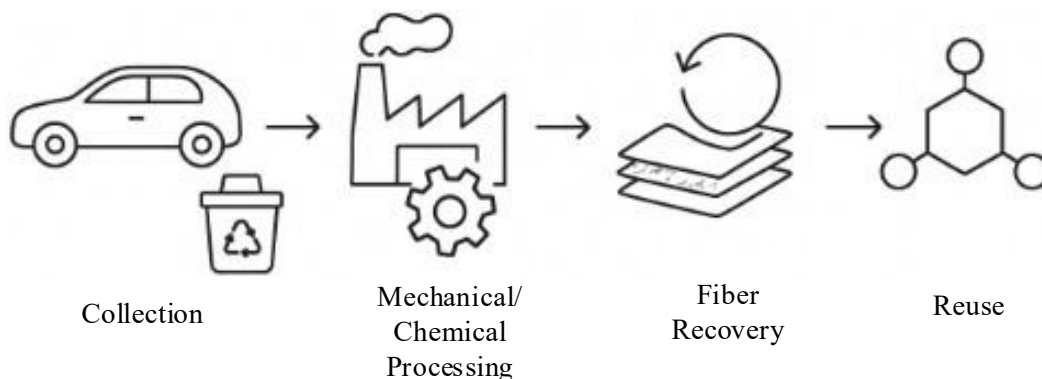 Collection
Mechanical/
Chemical
Processing
Fiber
Recovery
Reuse